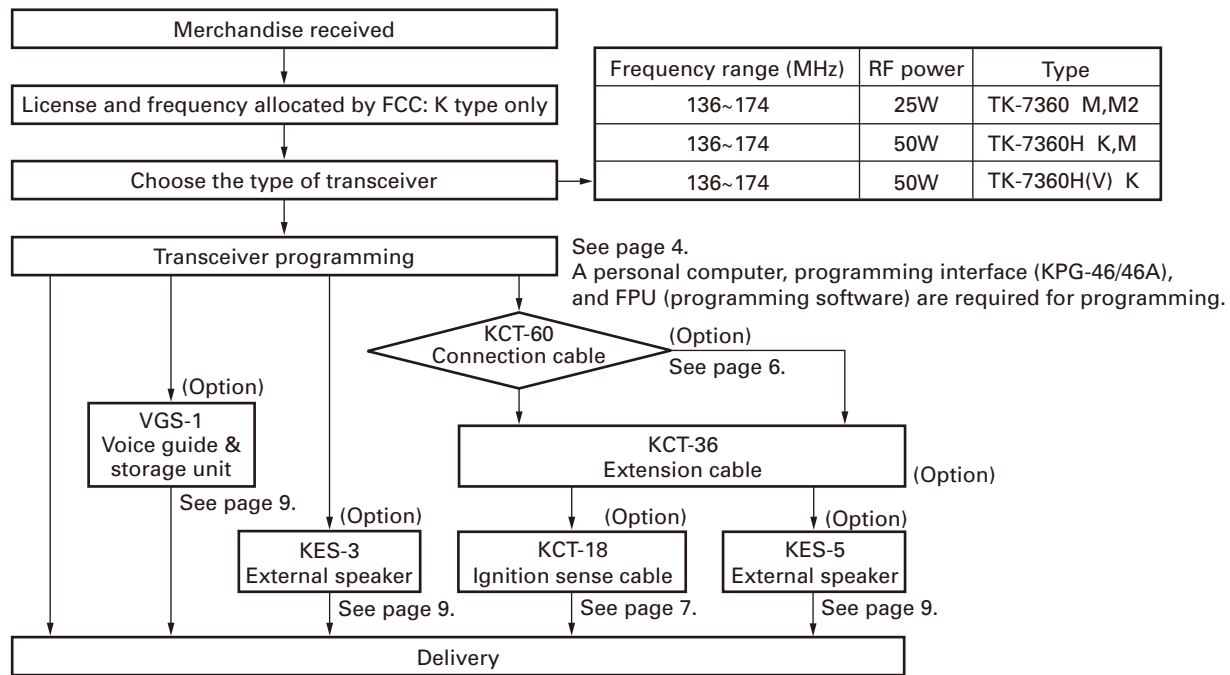 Merchandise received
License and frequency allocated by FCC: K type only
Choose the type of transceiver
Frequency range (MHz) RF power Type
136~174 25W TK-7360 M,M2
136~174 50W TK-7360H K,M
136~174 50W TK-7360H(V) K
Transceiver programming
See page 4.
A personal computer, programming interface (KPG-46/46A),
and FPU (programming software) are required for programming.
KCT-60
Connection cable
(Option)
See page 6.
(Option)
VGS-1
Voice guide &
storage unit
See page 9.
KCT-36
Extension cable
(Option)
(Option)
KES-3
External speaker
See page 9.
(Option)
KCT-18
Ignition sense cable
See page 7.
(Option)
KES-5
External speaker
See page 9.
Delivery